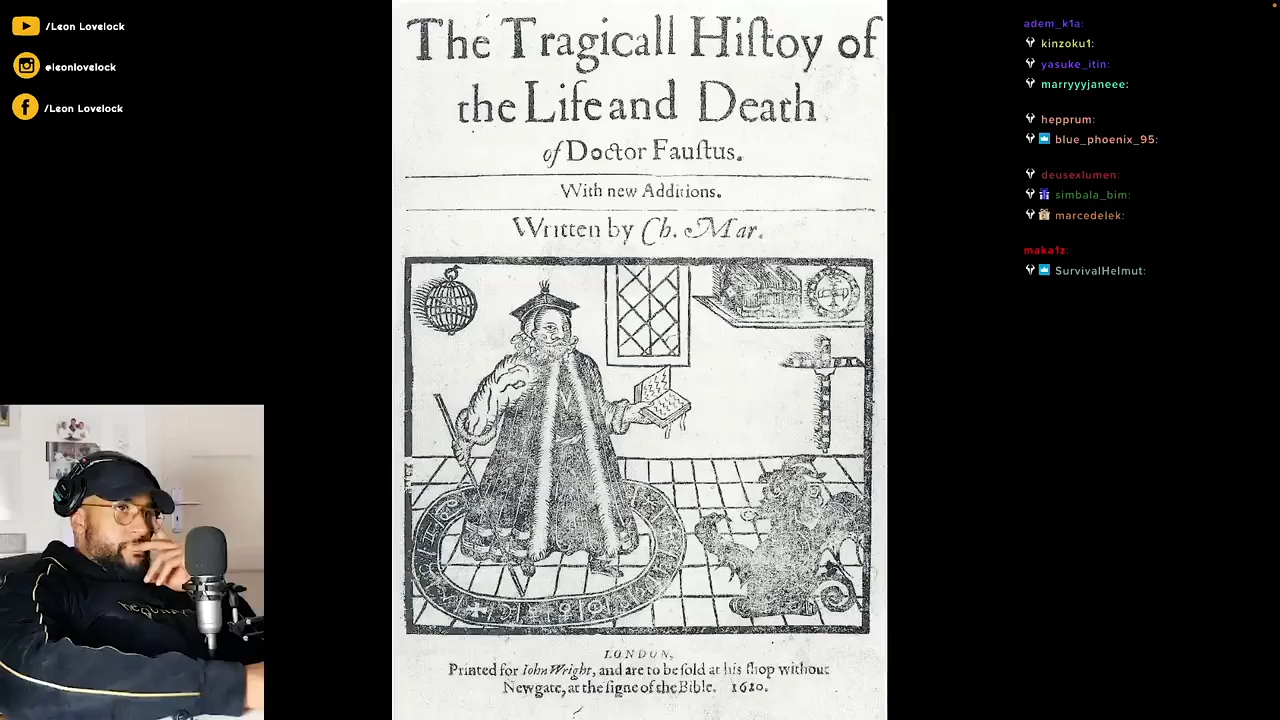 /Leon Lovelock
@leonlovelock
/Leon Lovelock
The Tragicall Hiſtoy of
the Life and Death
of Doctor Fauſtus.
With new Additions.
Written by Ch. Mar.
LONDON,
Printed for Iohn Wright, and are to be ſold at his ſhop without
Newgate, at the ſigne of the Bible. 1620.
adem_k1a:
kinzoku1:
yasuke_itin:
marryyyjaneee:
hepprum:
blue_phoenix_95:
deusexlumen:
simbala_bim:
marcedelek:
maka1z:
SurvivalHelmut: